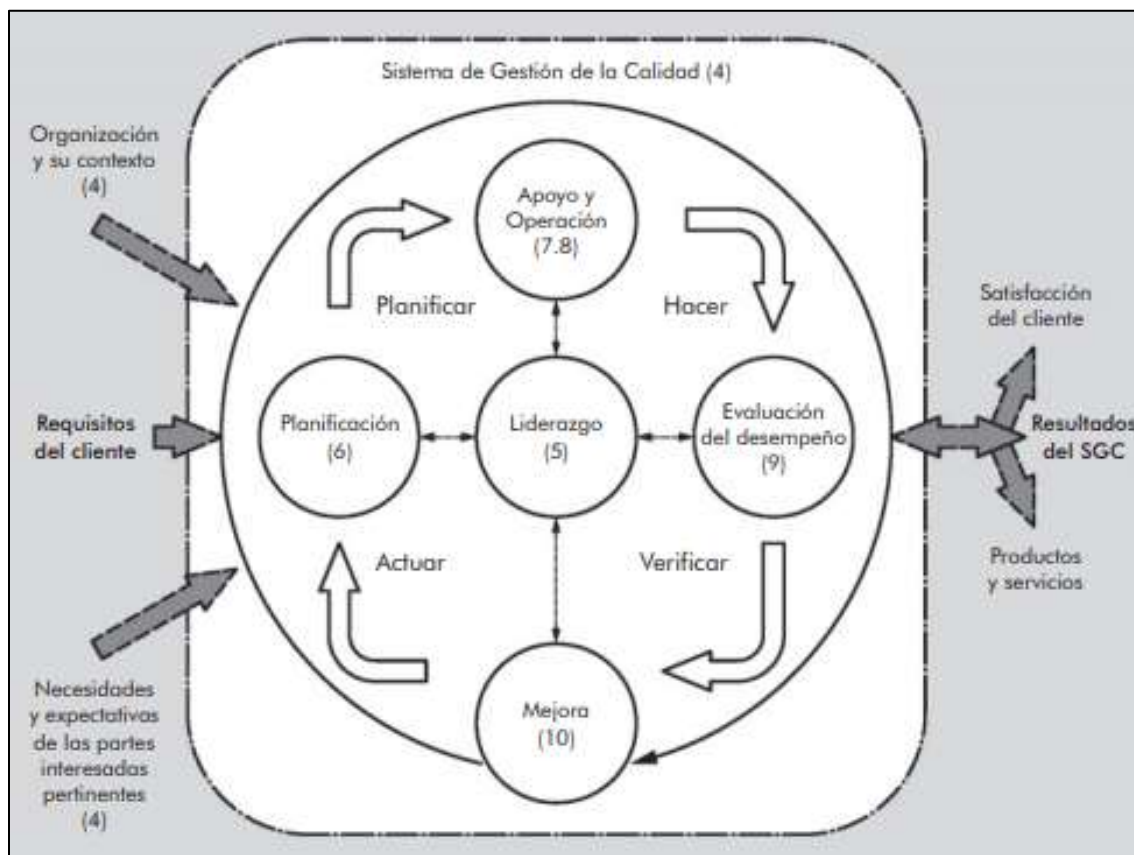 Sistema de Gestión de la Calidad (4)
Organización
y su contexto
(4)
Apoyo y
Operación
(7.8)
Planificar
Hacer
Satisfacción
del cliente
Requisitos
del cliente
Planificación
(6)
Liderazgo
(5)
Evaluación
del desempeño
(9)
Resultados
del SGC
Actuar
Verificar
Productos
y servicios
Necesidades
y expectativas
de las partes
interesadas
pertinentes
(4)
Mejora
(10)